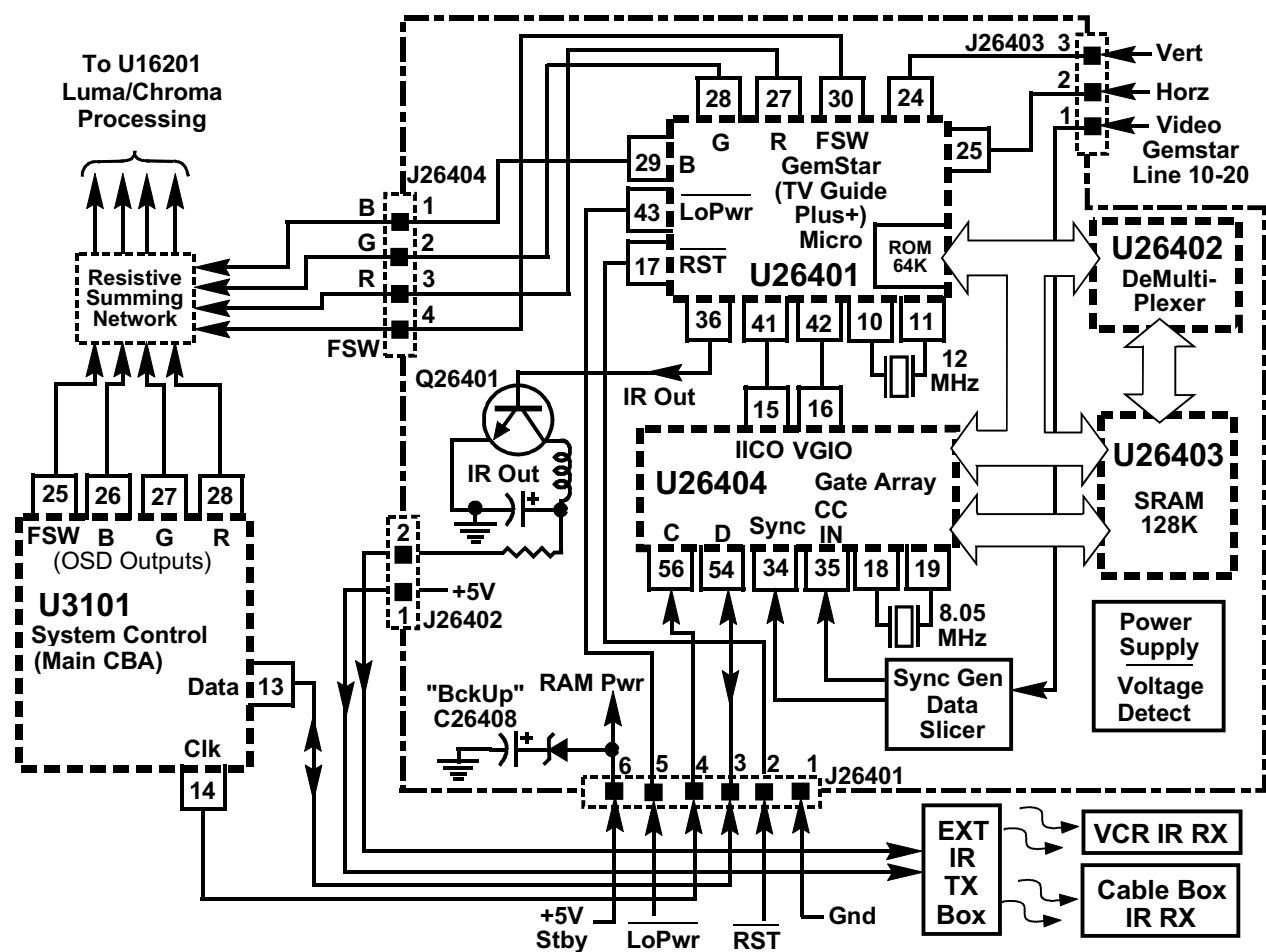 To U16201
Luma/Chroma
Processing
J26403
3
Vert
2
Horz
1
Video
Gemstar
Line 10-20
28
27
30
24
G
R
FSW
25
29
B
GemStar
(TV Guide
Plus+)
Micro
43
LoPwr
17
RST
U26401
ROM
64K
U26402
DeMulti-
Plexer
J26404
B
1
G
2
R
3
4
FSW
Resistive
Summing
Network
36
41
42
10
11
12
MHz
Q26401
IR Out
15
16
IICO
VGIO
U26404
Gate Array
C
D
Sync
CC
IN
56
54
34
35
18
19
8.05
MHz
U26403
SRAM
128K
IR Out
25
26
27
28
FSW
B
G
R
(OSD Outputs)
U3101
System Control
(Main CBA)
Data
13
Clk
14
2
+5V
1
J26402
Power
Supply
Voltage
Detect
Sync Gen
Data
Slicer
RAM Pwr
"BckUp"
C26408
6
5
4
3
2
1
J26401
EXT
IR
TX
Box
VCR IR RX
Cable Box
IR RX
+5V
Stby
LoPwr
RST
Gnd